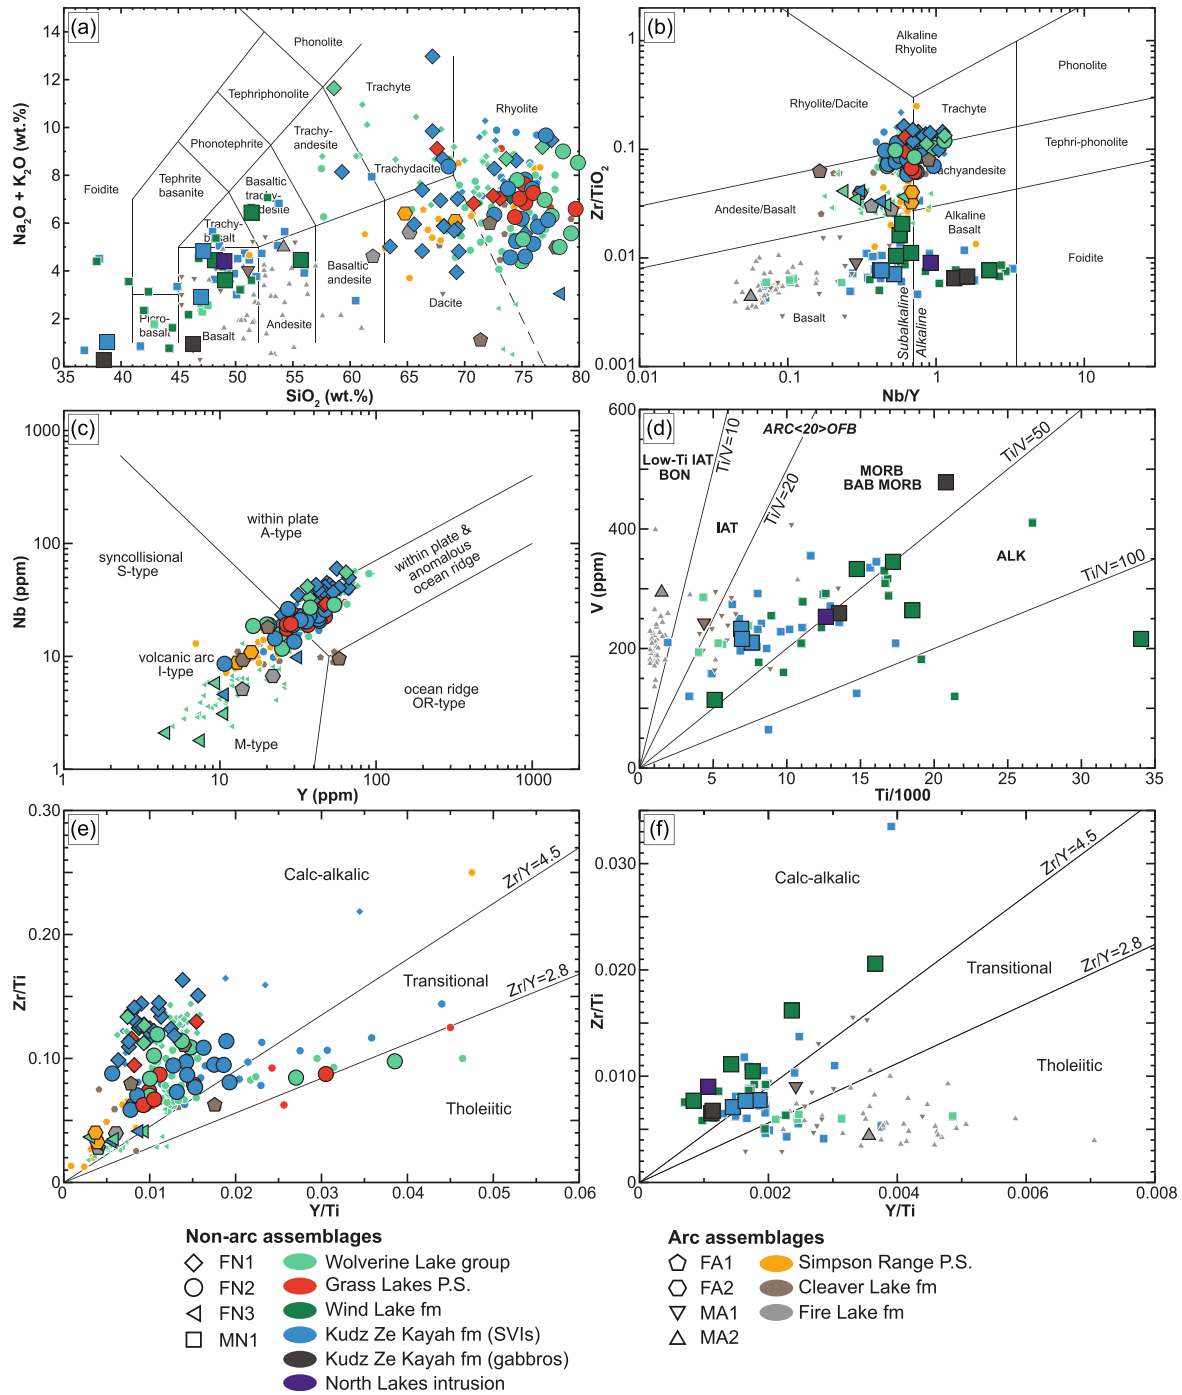 (a)
Phonolite
Tephriphonolite
Trachyte
Rhyolite
Phonotephrite
Trachy-
andesite
Trachydacite
Foidite
Tephrite
basanite
Basaltic
trachy-
andesite
Trachy-
basalt
Basaltic
andesite
Dacite
Picro-
basalt
Basalt
Andesite
Na₂O + K₂O (wt.%)
14
12
10
8
6
4
2
0
35
40
45
50
55
60
65
70
75
80
SiO₂ (wt.%)
(b)
Alkaline
Rhyolite
Phonolite
Rhyolite/Dacite
Trachyte
Tephri-phonolite
Trachyandesite
Andesite/Basalt
Alkaline
Basalt
Foidite
Basalt
Subalkaline
Alkaline
Zr/TiO₂
1
0.1
0.01
0.001
0.01
0.1
1
10
Nb/Y
(c)
within plate
A-type
syncollisional
S-type
within plate &
anomalous
ocean ridge
volcanic arc
I-type
ocean ridge
OR-type
M-type
Nb (ppm)
1000
100
10
1
1
10
100
1000
Y (ppm)
(d)
ARC<20>OFB
Low-Ti IAT
BON
Ti/V=10
Ti/V=20
Ti/V=50
Ti/V=100
MORB
BAB MORB
IAT
ALK
V (ppm)
600
400
200
0
0
5
10
15
20
25
30
35
Ti/1000
(e)
Calc-alkalic
Zr/Y=4.5
Transitional
Zr/Y=2.8
Tholeiitic
Zr/Ti
0.30
0.20
0.10
0
0
0.01
0.02
0.03
0.04
0.05
0.06
Y/Ti
(f)
Calc-alkalic
Zr/Y=4.5
Transitional
Zr/Y=2.8
Tholeiitic
Zr/Ti
0.030
0.020
0.010
0
0
0.002
0.004
0.006
0.008
Y/Ti
Non-arc assemblages
FN1
FN2
FN3
MN1
Wolverine Lake group
Grass Lakes P.S.
Wind Lake fm
Kudz Ze Kayah fm (SVIs)
Kudz Ze Kayah fm (gabbros)
North Lakes intrusion
Arc assemblages
FA1
FA2
MA1
MA2
Simpson Range P.S.
Cleaver Lake fm
Fire Lake fm